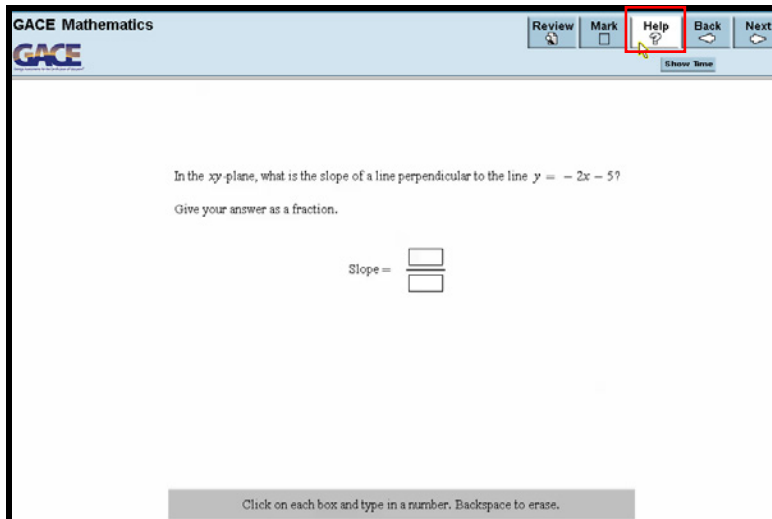 GACE Mathematics
Review Mark Help Back Next
GACE
Show Time
In the xy-plane, what is the slope of a line perpendicular to the line y = − 2x − 5?
Give your answer as a fraction.
Slope =
Click on each box and type in a number. Backspace to erase.